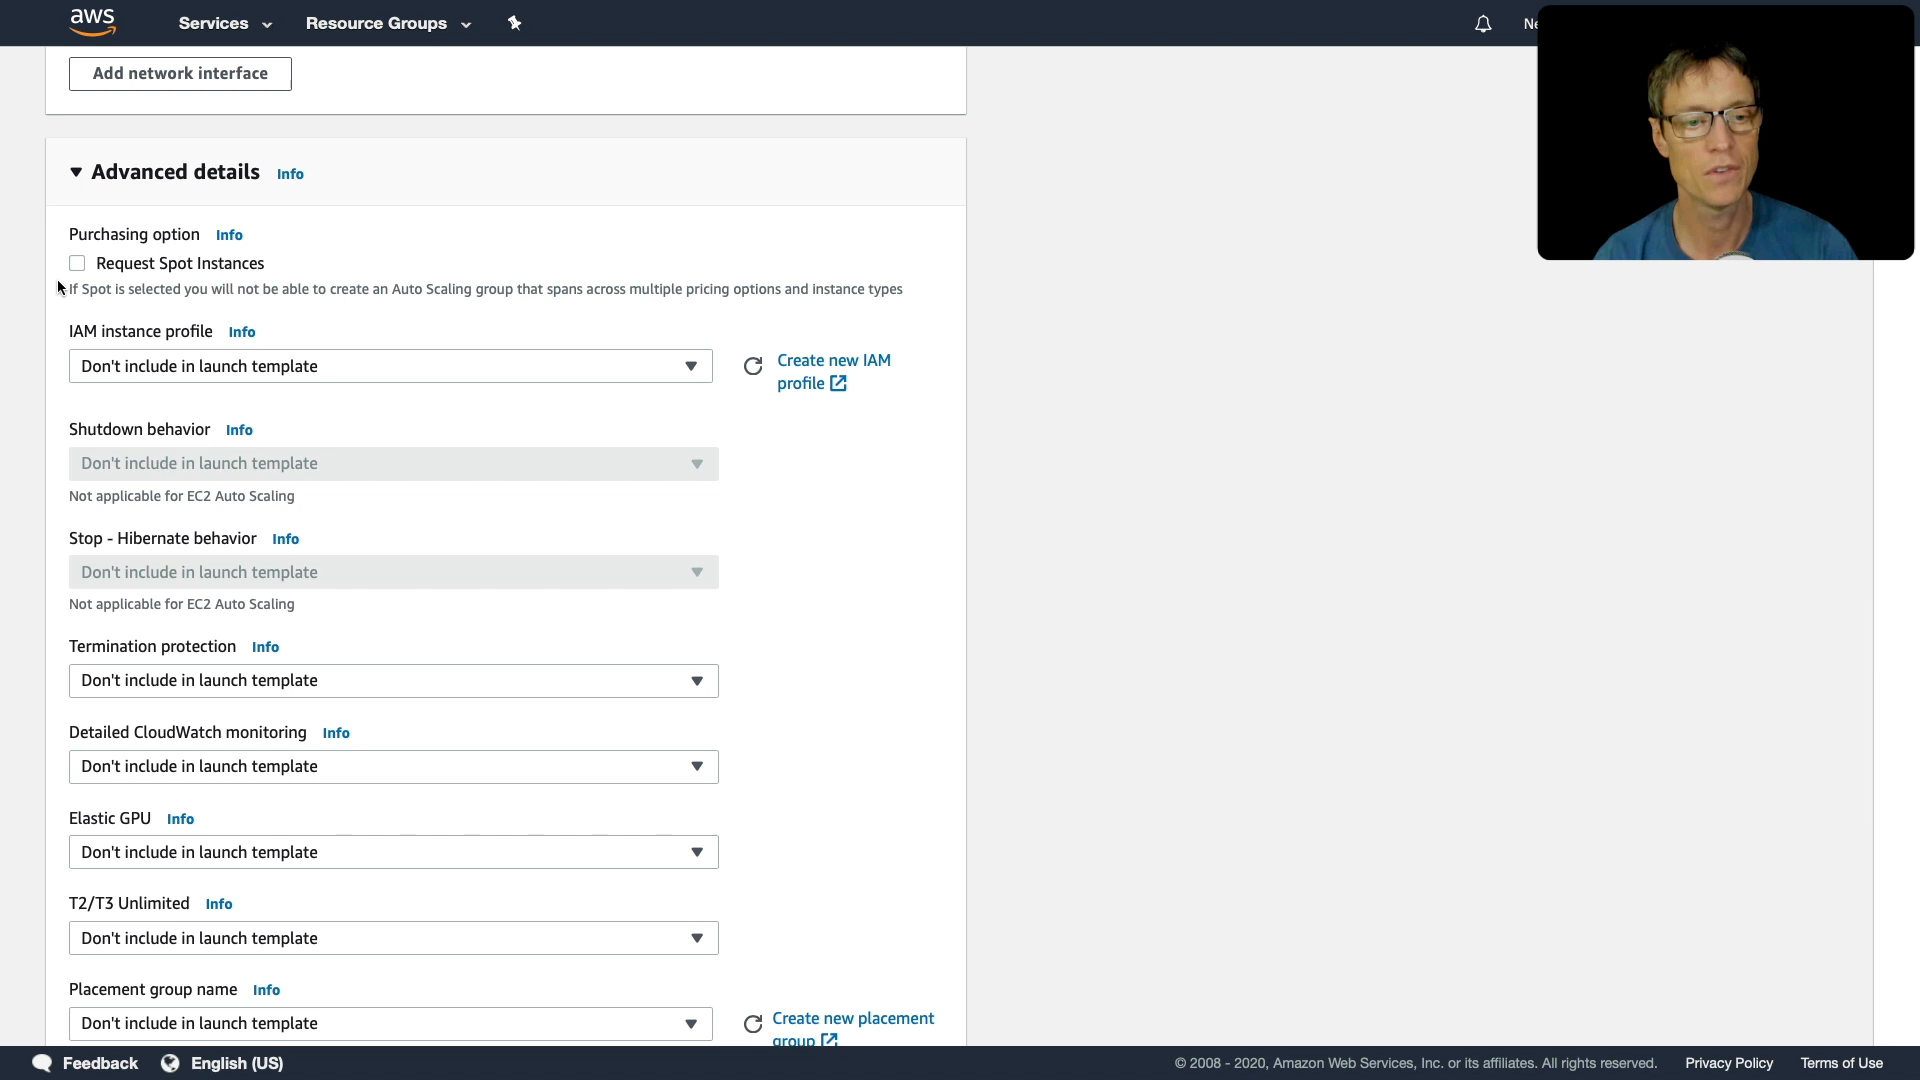 aws
Services
Resource Groups
Add network interface
Advanced details Info
Purchasing option Info
Request Spot Instances
If Spot is selected you will not be able to create an Auto Scaling group that spans across multiple pricing options and instance types
IAM instance profile Info
Don't include in launch template
Create new IAM
profile
Shutdown behavior Info
Don't include in launch template
Not applicable for EC2 Auto Scaling
Stop - Hibernate behavior Info
Don't include in launch template
Not applicable for EC2 Auto Scaling
Termination protection Info
Don't include in launch template
Detailed CloudWatch monitoring Info
Don't include in launch template
Elastic GPU Info
Don't include in launch template
T2/T3 Unlimited Info
Don't include in launch template
Placement group name Info
Don't include in launch template
Create new placement
group
Feedback
English (US)
© 2008 - 2020, Amazon Web Services, Inc. or its affiliates. All rights reserved.
Privacy Policy
Terms of Use